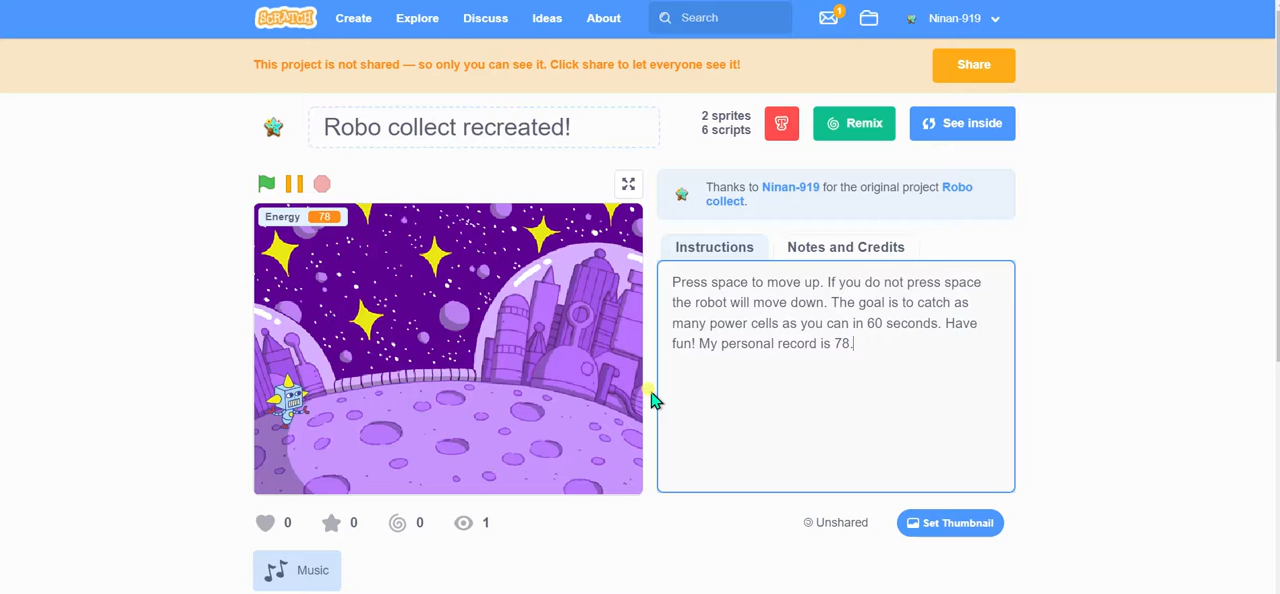 SCRATCH Create Explore Discuss Ideas About Search 1 Ninan-919
This project is not shared — so only you can see it. Click share to let everyone see it! Share
Robo collect recreated!
2 sprites
6 scripts
Remix
See inside
Thanks to Ninan-919 for the original project Robo
collect.
Energy 78
Instructions Notes and Credits
Press space to move up. If you do not press space
the robot will move down. The goal is to catch as
many power cells as you can in 60 seconds. Have
fun! My personal record is 78.
0 0 0 1
Unshared Set Thumbnail
Music